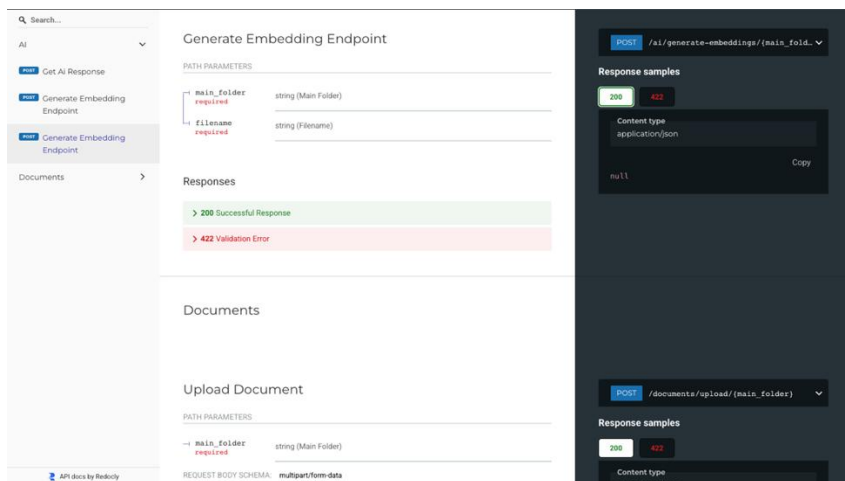 Search...
AI
POST Get Ai Response
POST Generate Embedding
Endpoint
POST Generate Embedding
Endpoint
Documents
API docs by Redocly
Generate Embedding Endpoint
PATH PARAMETERS
main_folder
required
string (Main Folder)
filename
required
string (Filename)
Responses
200 Successful Response
422 Validation Error
Documents
Upload Document
PATH PARAMETERS
main_folder
required
string (Main Folder)
REQUEST BODY SCHEMA: multipart/form-data
POST /ai/generate-embeddings/{main_fold…
Response samples
200 422
Content type
application/json
Copy
null
POST /documents/upload/{main_folder}
Response samples
200 422
Content type